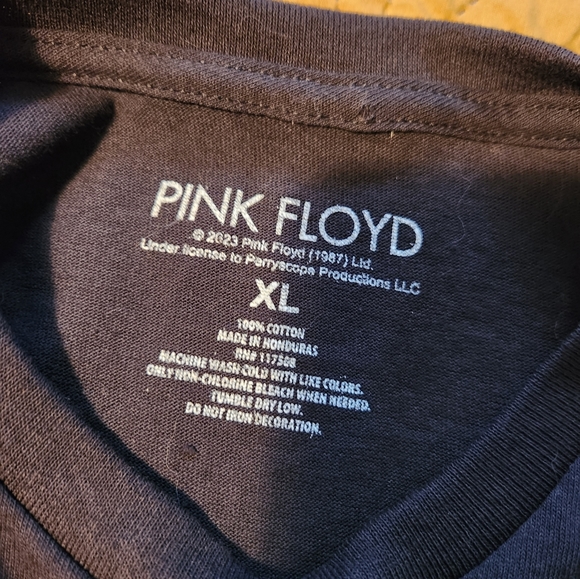 PINK FLOYD
© 2023 Pink Floyd (1987) Ltd.
Under license to Perryscope Productions LLC
XL
100% COTTON
MADE IN HONDURAS
RN# 117508
MACHINE WASH COLD WITH LIKE COLORS.
ONLY NON-CHLORINE BLEACH WHEN NEEDED.
TUMBLE DRY LOW.
DO NOT IRON DECORATION.